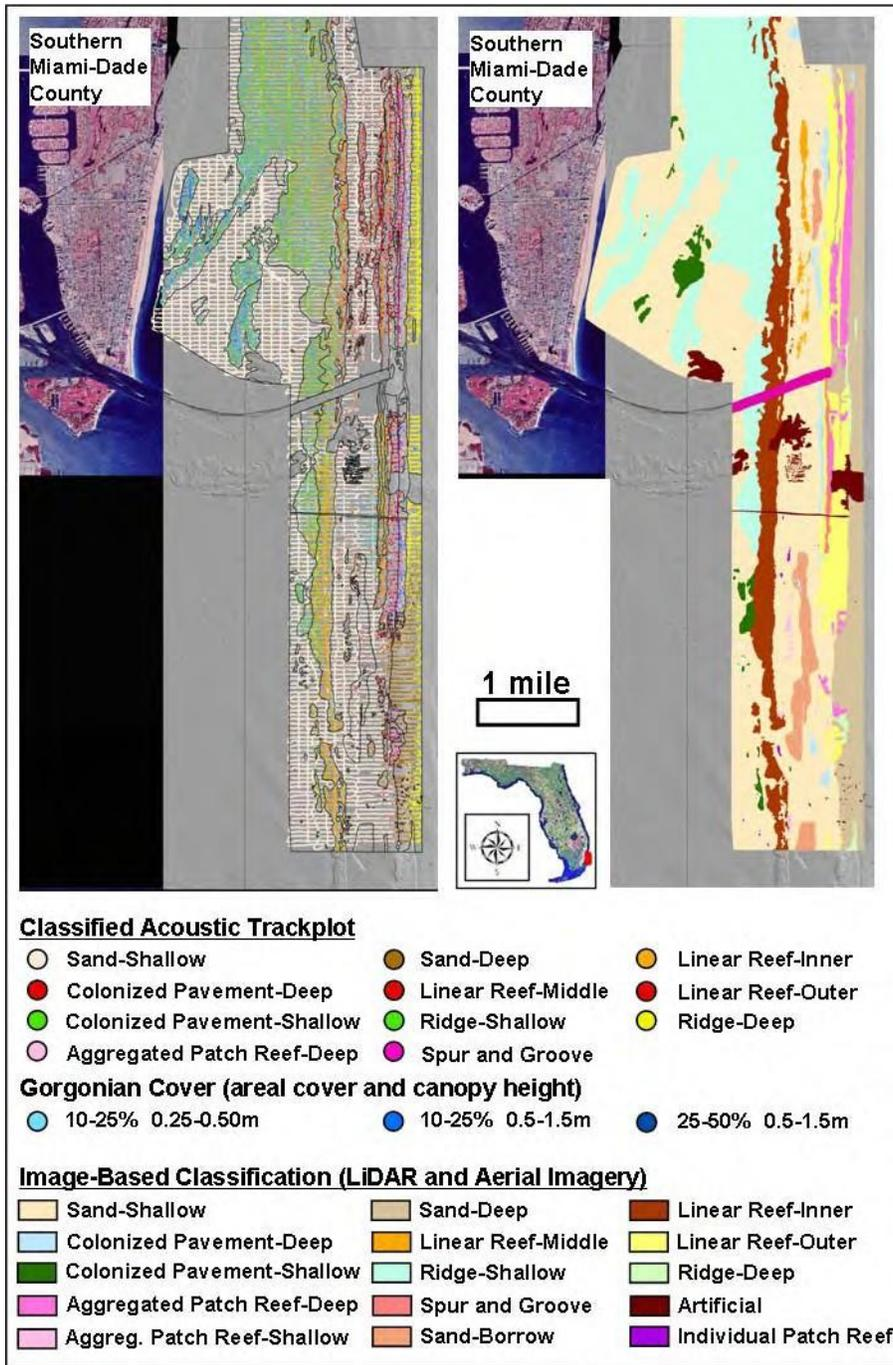 Southern
Miami-Dade
County
Southern
Miami-Dade
County
1 mile
N
W E
S
Classified Acoustic Trackplot
Sand-Shallow
Sand-Deep
Linear Reef-Inner
Colonized Pavement-Deep
Linear Reef-Middle
Linear Reef-Outer
Colonized Pavement-Shallow
Ridge-Shallow
Ridge-Deep
Aggregated Patch Reef-Deep
Spur and Groove
Gorgonian Cover (areal cover and canopy height)
10-25% 0.25-0.50m
10-25% 0.5-1.5m
25-50% 0.5-1.5m
Image-Based Classification (LiDAR and Aerial Imagery)
Sand-Shallow
Sand-Deep
Linear Reef-Inner
Colonized Pavement-Deep
Linear Reef-Middle
Linear Reef-Outer
Colonized Pavement-Shallow
Ridge-Shallow
Ridge-Deep
Aggregated Patch Reef-Deep
Spur and Groove
Artificial
Aggreg. Patch Reef-Shallow
Sand-Borrow
Individual Patch Reef